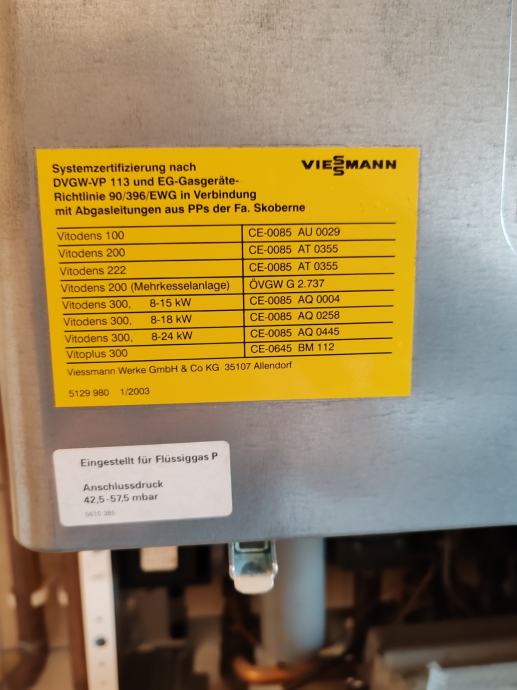 VIESSMANN
Systemzertifizierung nach
DVGW-VP 113 und EG-Gasgeräte-
Richtlinie 90/396/EWG in Verbindung
mit Abgasleitungen aus PPs der Fa. Skoberne
Vitodens 100 CE-0085 AU 0029
Vitodens 200 CE-0085 AT 0355
Vitodens 222 CE-0085 AT 0355
Vitodens 200 (Mehrkesselanlage) ÖVGW G 2.737
Vitodens 300, 8-15 kW CE-0085 AQ 0004
Vitodens 300, 8-18 kW CE-0085 AQ 0258
Vitodens 300, 8-24 kW CE-0085 AQ 0445
Vitoplus 300 CE-0645 BM 112
Viessmann Werke GmbH & Co KG 35107 Allendorf
5129 980 1/2003
Eingestellt für Flüssiggas P
Anschlussdruck
42,5-57,5 mbar
5615 385